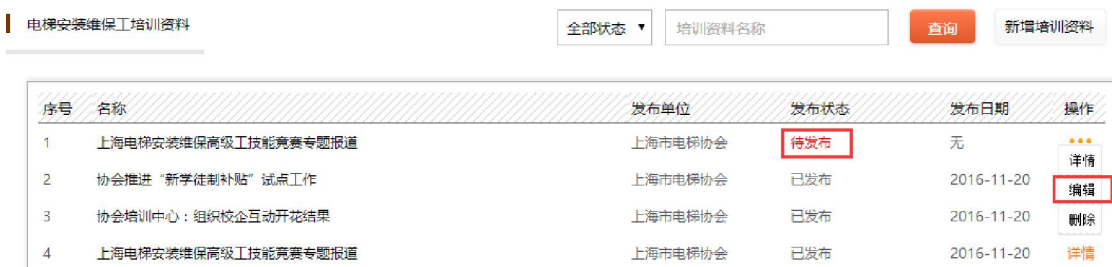 电梯安装维保工培训资料 全部状态 ▼ 培训资料名称 查询 新增培训资料
序号 名称 发布单位 发布状态 发布日期 操作
1 上海电梯安装维保高级工技能竞赛专题报道 上海市电梯协会 待发布 无
详情
2 协会推进“新学徒制补贴”试点工作 上海市电梯协会 已发布 2016-11-20 编辑
3 协会培训中心：组织校企互动开花结果 上海市电梯协会 已发布 2016-11-20 删除
4 上海电梯安装维保高级工技能竞赛专题报道 上海市电梯协会 已发布 2016-11-20 详情